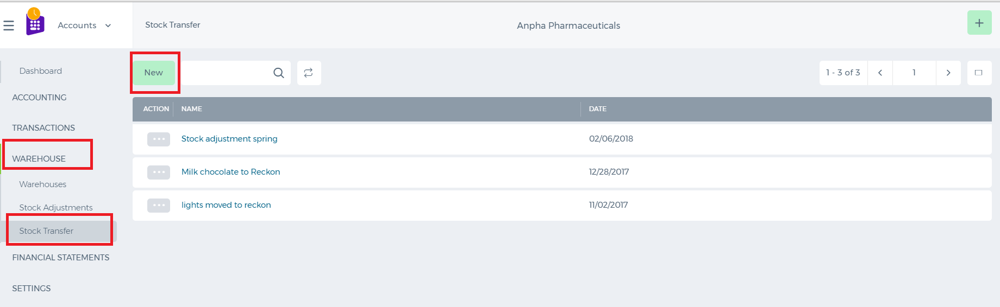 Accounts
Stock Transfer
Anpha Pharmaceuticals
+
Dashboard
ACCOUNTING
TRANSACTIONS
WAREHOUSE
Warehouses
Stock Adjustments
Stock Transfer
FINANCIAL STATEMENTS
SETTINGS
New
1 - 3 of 3
1
ACTION NAME DATE
Stock adjustment spring 02/06/2018
Milk chocolate to Reckon 12/28/2017
lights moved to reckon 11/02/2017